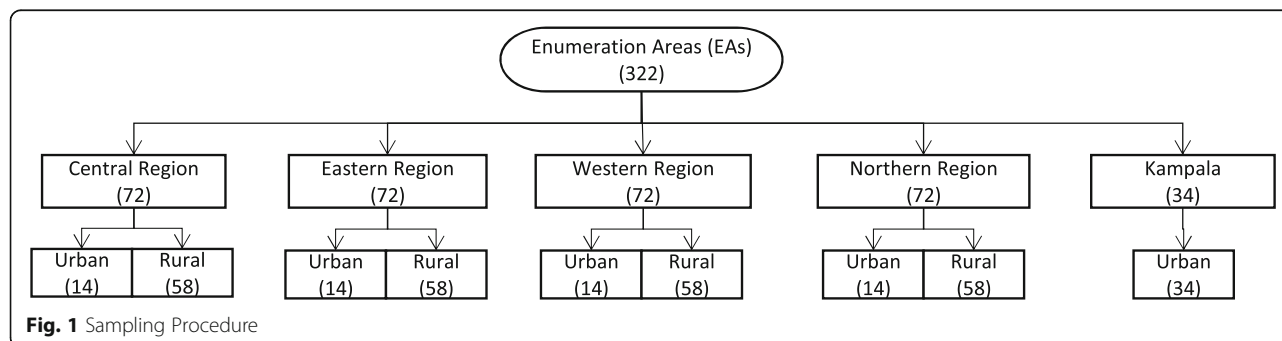 Enumeration Areas (EAs)
(322)
Central Region
(72)
Eastern Region
(72)
Western Region
(72)
Northern Region
(72)
Kampala
(34)
Urban
(14)
Rural
(58)
Urban
(14)
Rural
(58)
Urban
(14)
Rural
(58)
Urban
(14)
Rural
(58)
Urban
(34)
Fig. 1 Sampling Procedure